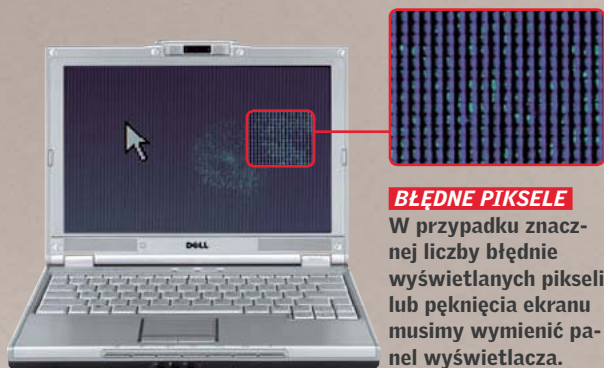 DELL
BŁĘDNE PIKSELE
W przypadku znacz-
nej liczby błędnie
wyświetlanych pikseli
lub pęknięcia ekranu
musimy wymienić pa-
nel wyświetlacza.